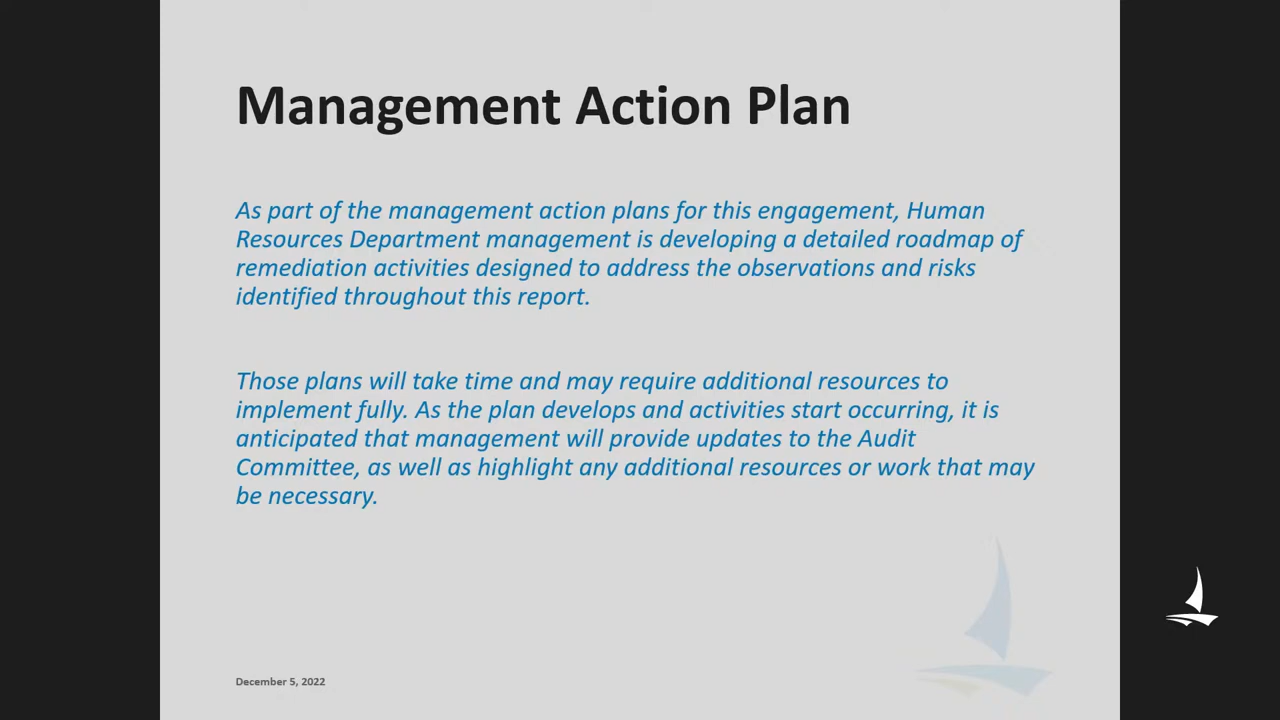 Management Action Plan
As part of the management action plans for this engagement, Human
Resources Department management is developing a detailed roadmap of
remediation activities designed to address the observations and risks
identified throughout this report.
Those plans will take time and may require additional resources to
implement fully. As the plan develops and activities start occurring, it is
anticipated that management will provide updates to the Audit
Committee, as well as highlight any additional resources or work that may
be necessary.
December 5, 2022